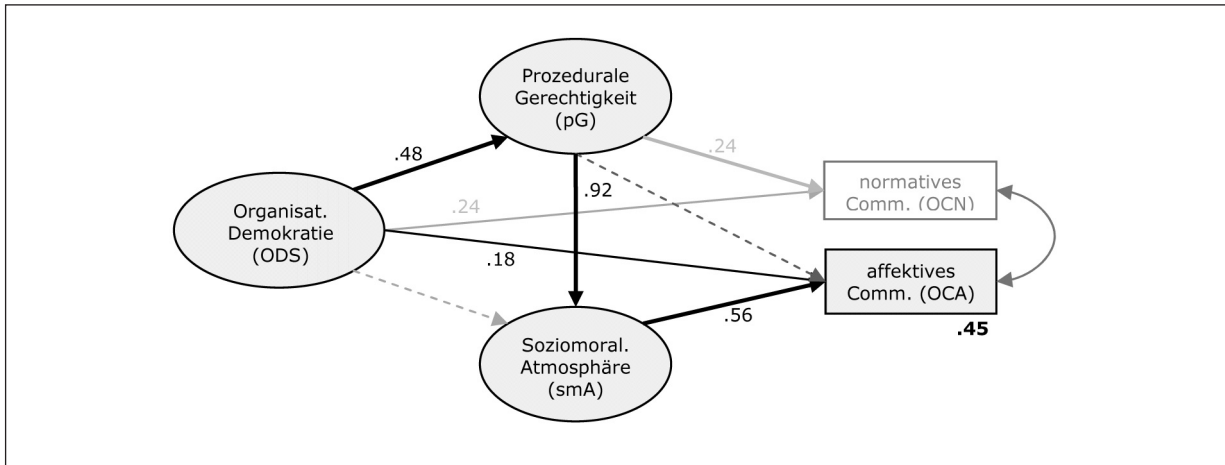 Prozedurale
Gerechtigkeit
(pG)
.48
.24
.92
normatives
Comm. (OCN)
Organisat.
Demokratie
(ODS)
.24
.18
affektives
Comm. (OCA)
.56
.45
Soziomoral.
Atmosphäre
(smA)